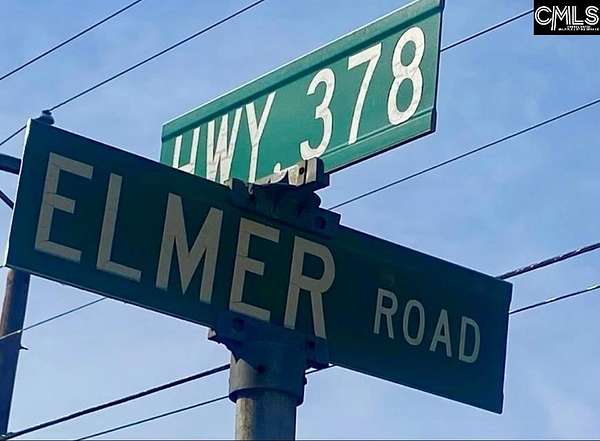 CMLS
HWY. 378
ELMER ROAD